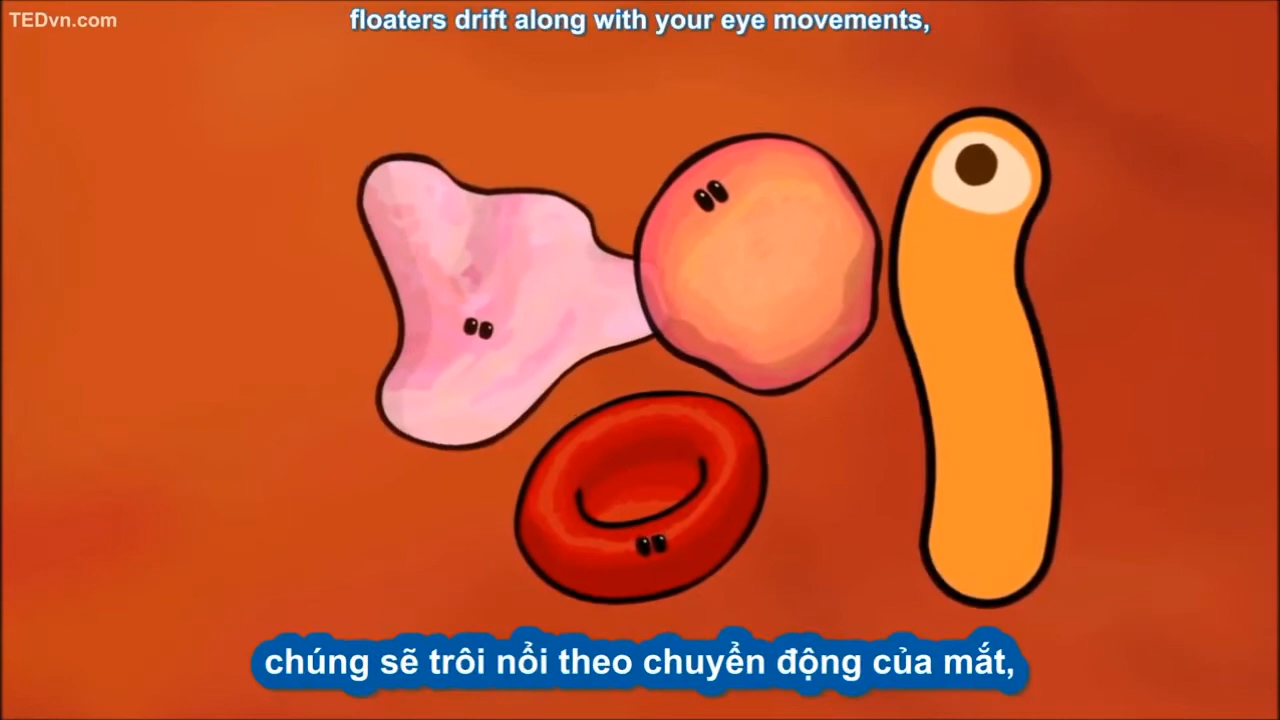 TEDvn.com
floaters drift along with your eye movements,
chúng sẽ trôi nổi theo chuyển động của mắt,